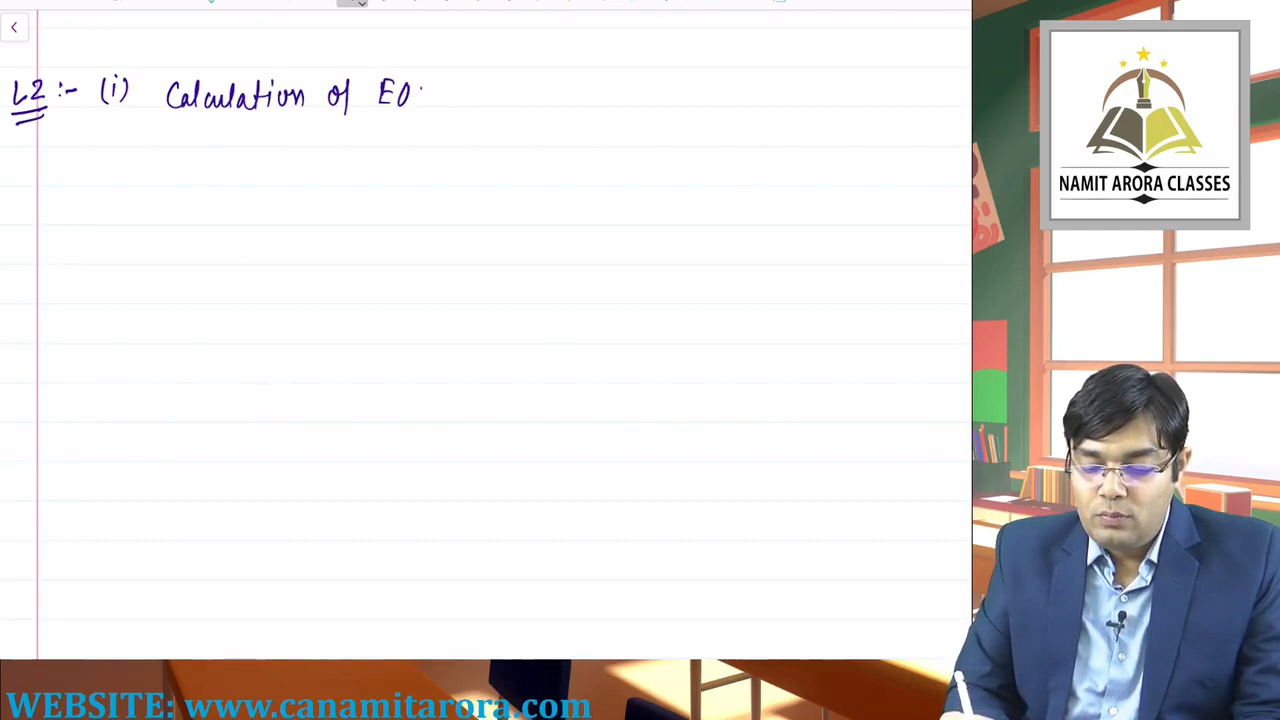 L2 :- (i) Calculation of EO
NAMIT ARORA CLASSES
WEBSITE: www.canamitarora.com